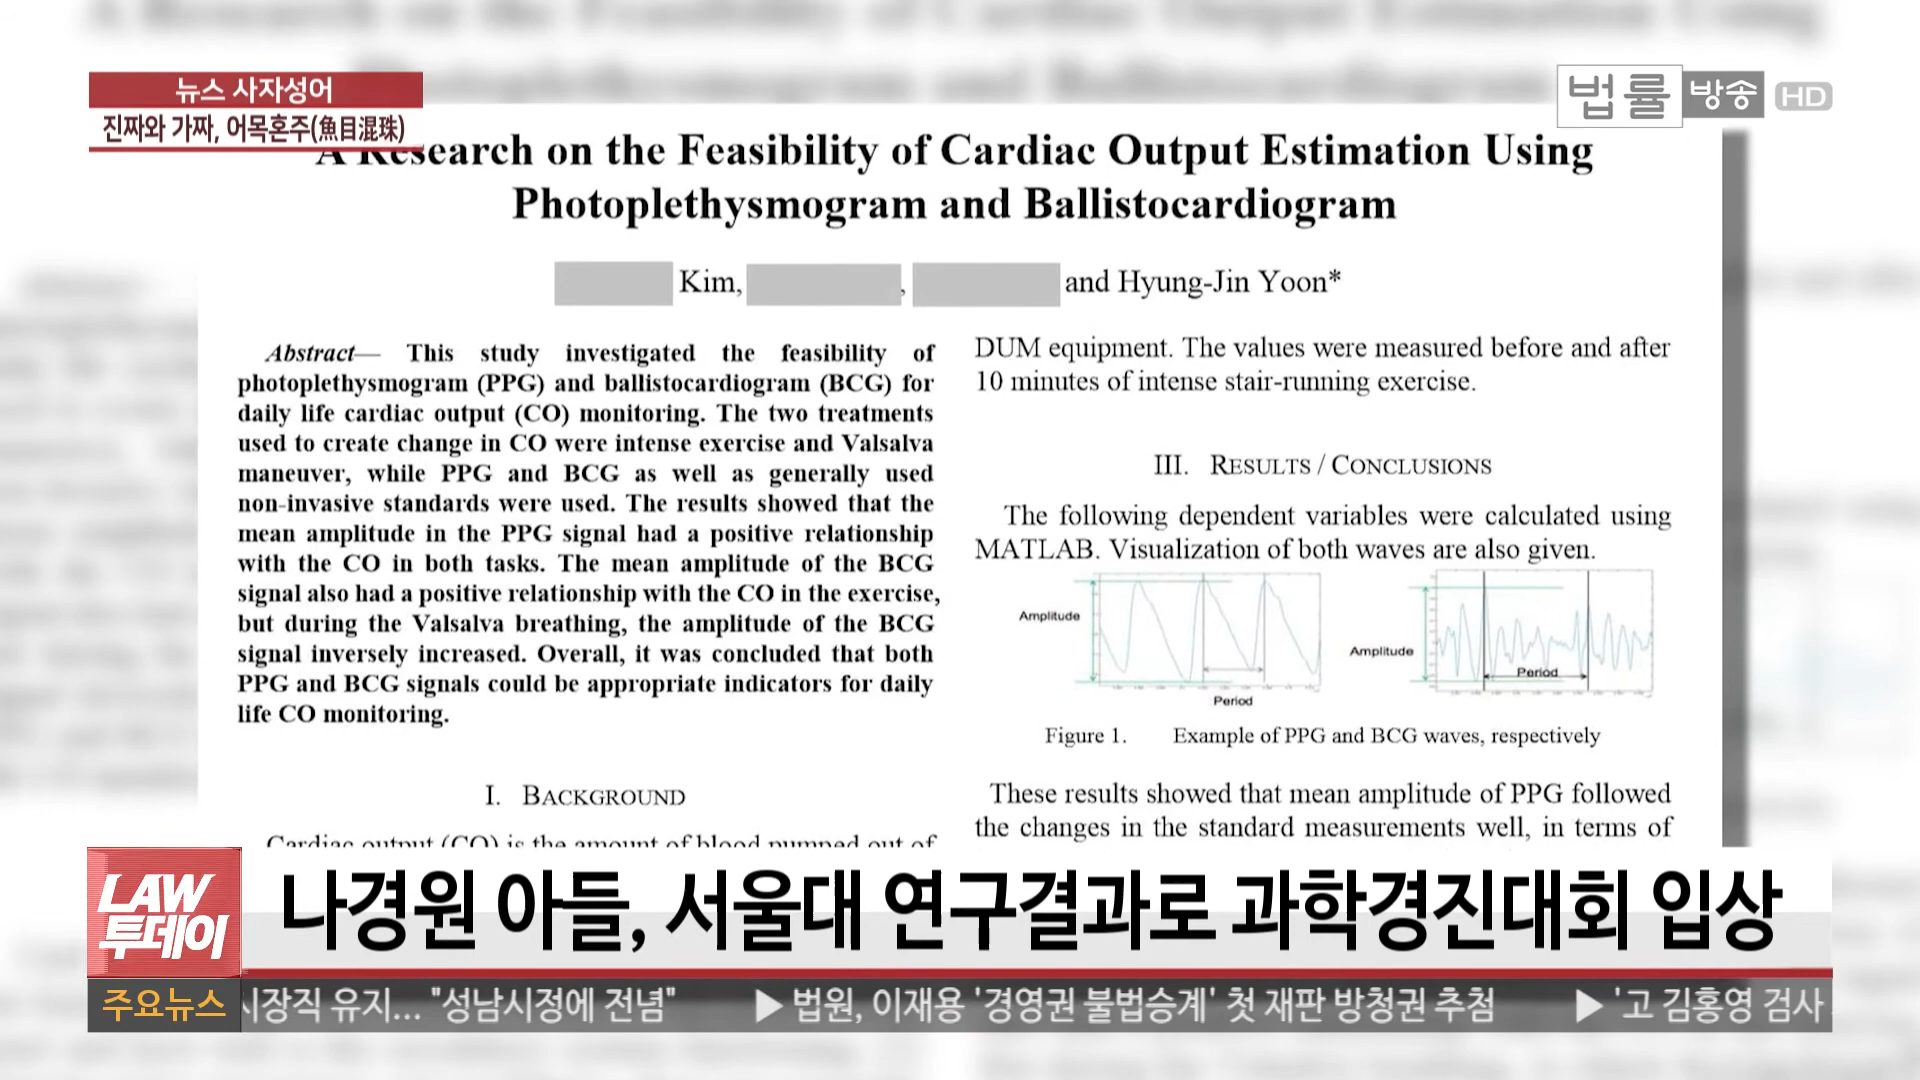 뉴스 사자성어
진짜와 가짜, 어목혼주(魚目混珠)
법률방송 HD
A Research on the Feasibility of Cardiac Output Estimation Using
Photoplethysmogram and Ballistocardiogram
Kim, , and Hyung-Jin Yoon*
Abstract— This study investigated the feasibility of
photoplethysmogram (PPG) and ballistocardiogram (BCG) for
daily life cardiac output (CO) monitoring. The two treatments
used to create change in CO were intense exercise and Valsalva
maneuver, while PPG and BCG as well as generally used
non-invasive standards were used. The results showed that the
mean amplitude in the PPG signal had a positive relationship
with the CO in both tasks. The mean amplitude of the BCG
signal also had a positive relationship with the CO in the exercise,
but during the Valsalva breathing, the amplitude of the BCG
signal inversely increased. Overall, it was concluded that both
PPG and BCG signals could be appropriate indicators for daily
life CO monitoring.
I. BACKGROUND
Cardiac output (CO) is the amount of blood pumped out of
DUM equipment. The values were measured before and after
10 minutes of intense stair-running exercise.
III. RESULTS / CONCLUSIONS
The following dependent variables were calculated using
MATLAB. Visualization of both waves are also given.
Amplitude
Period
Amplitude
Period
Figure 1. Example of PPG and BCG waves, respectively
These results showed that mean amplitude of PPG followed
the changes in the standard measurements well, in terms of
LAW
투데이
나경원 아들, 서울대 연구결과로 과학경진대회 입상
주요뉴스 시장직 유지... "성남시정에 전념" ▶ 법원, 이재용 '경영권 불법승계' 첫 재판 방청권 추첨 ▶ '고 김홍영 검사